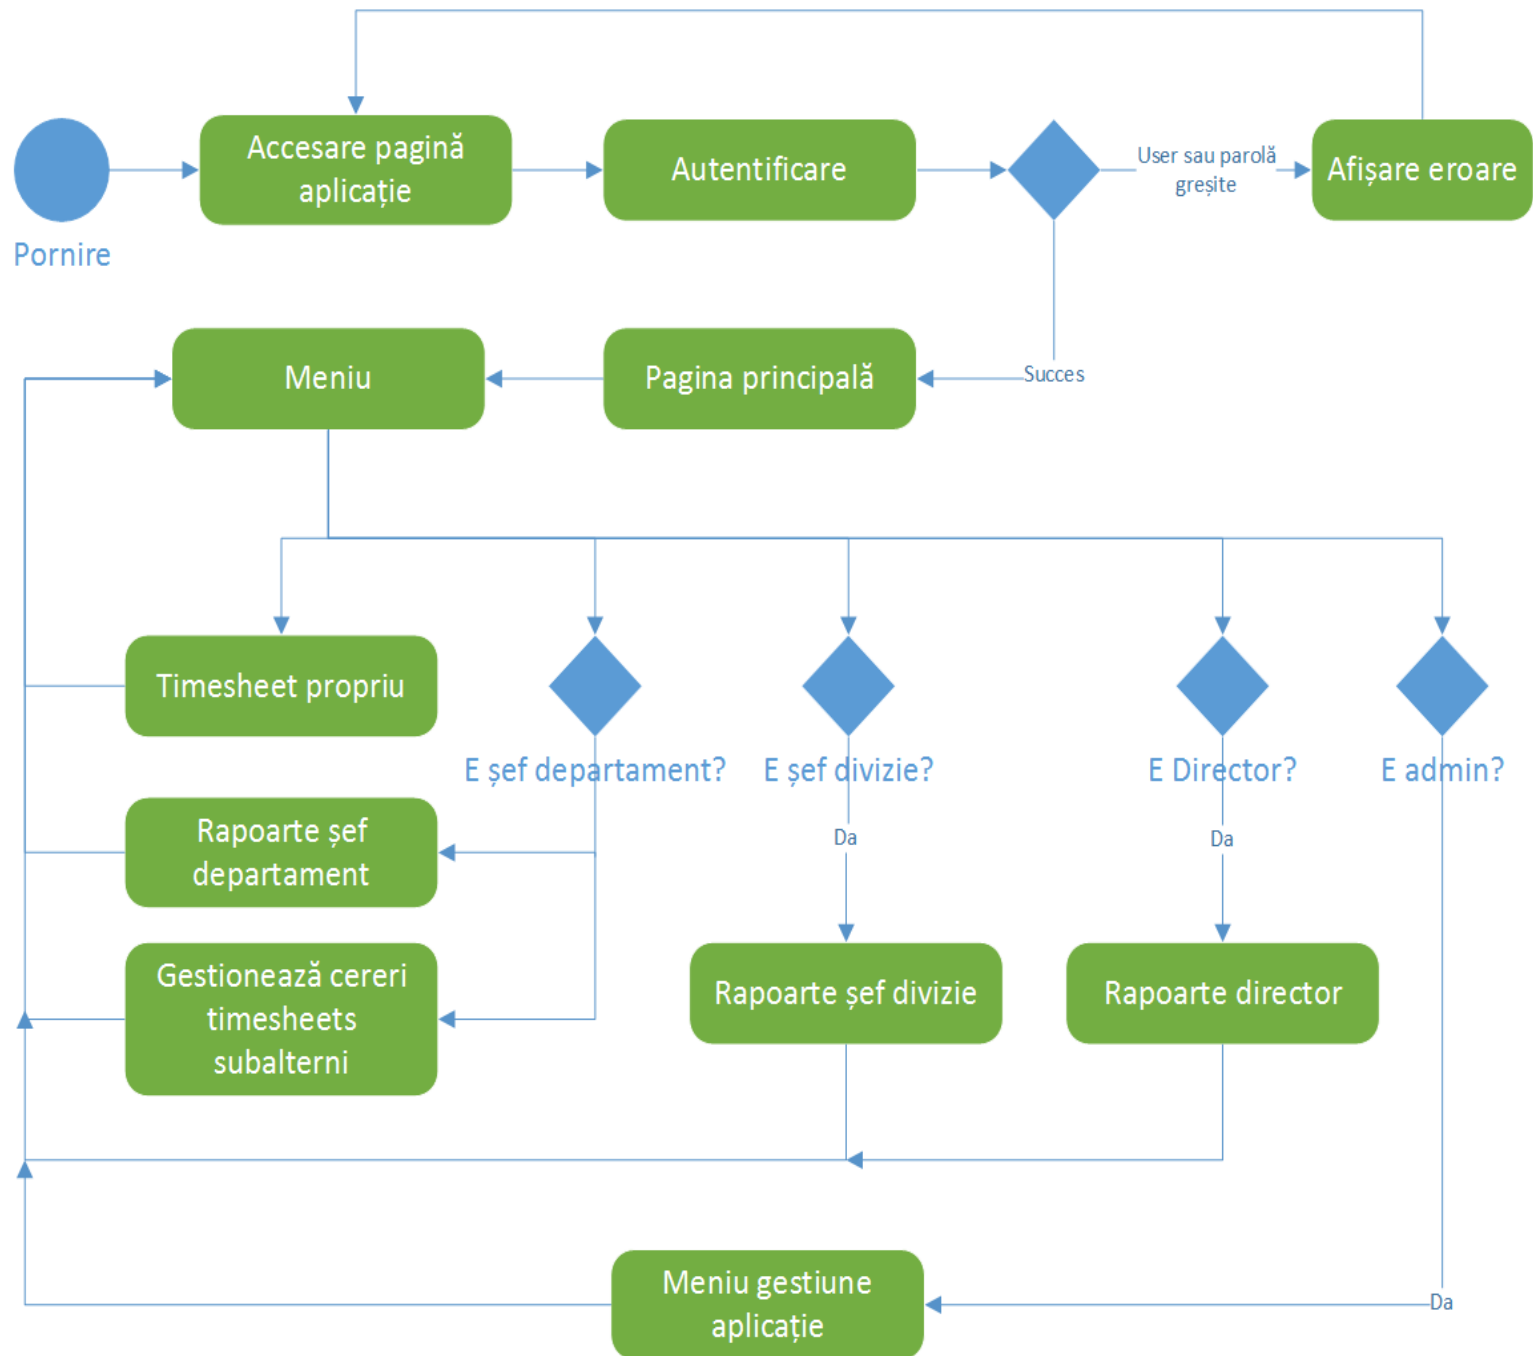 Accesare pagină
aplicație
Autentificare
User sau parolă
greșite
Afișare eroare
Pornire
Meniu
Pagina principală
Succes
Timesheet propriu
E șef departament?
E șef divizie?
E Director?
E admin?
Rapoarte șef
departament
Da
Da
Gestionează cereri
timesheets
subalterni
Rapoarte șef divizie
Rapoarte director
Meniu gestiune
aplicație
Da